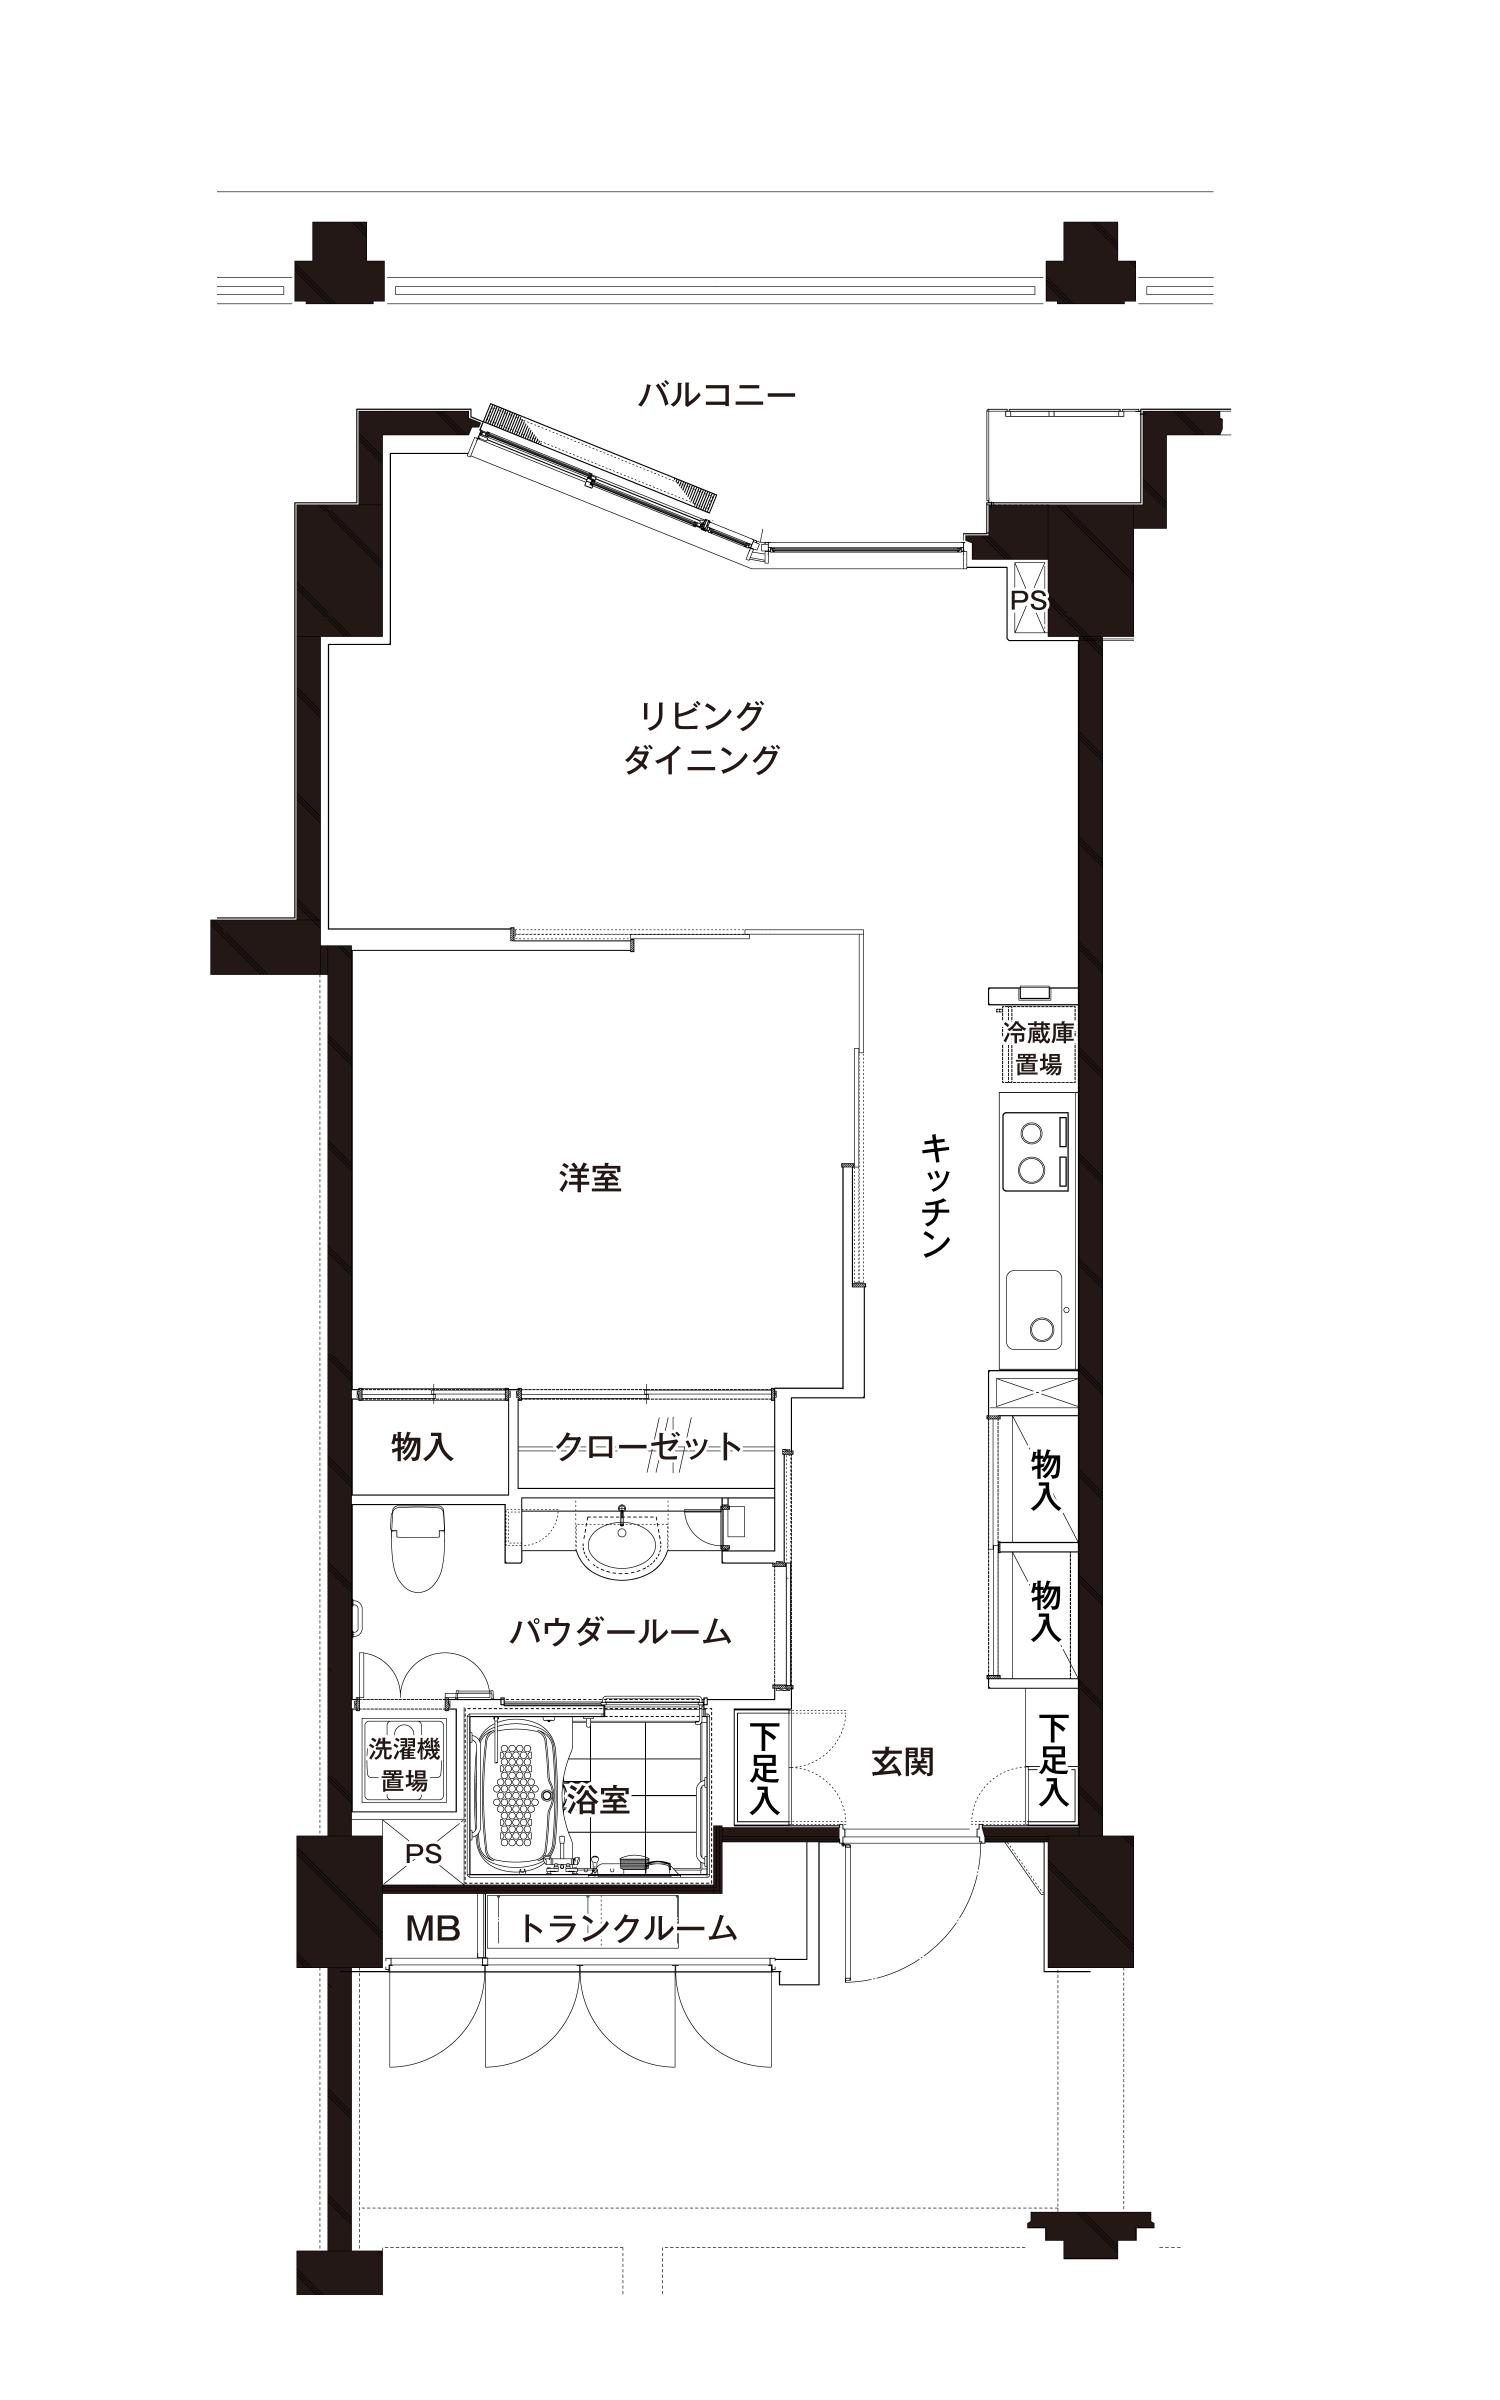 バルコニー
PS
リビング
ダイニング
冷蔵庫
置場
キッチン
洋室
物入
クローゼット
物入
物入
パウダールーム
下足入
玄関
下足入
洗濯機
置場
浴室
PS
MB
トランクルーム